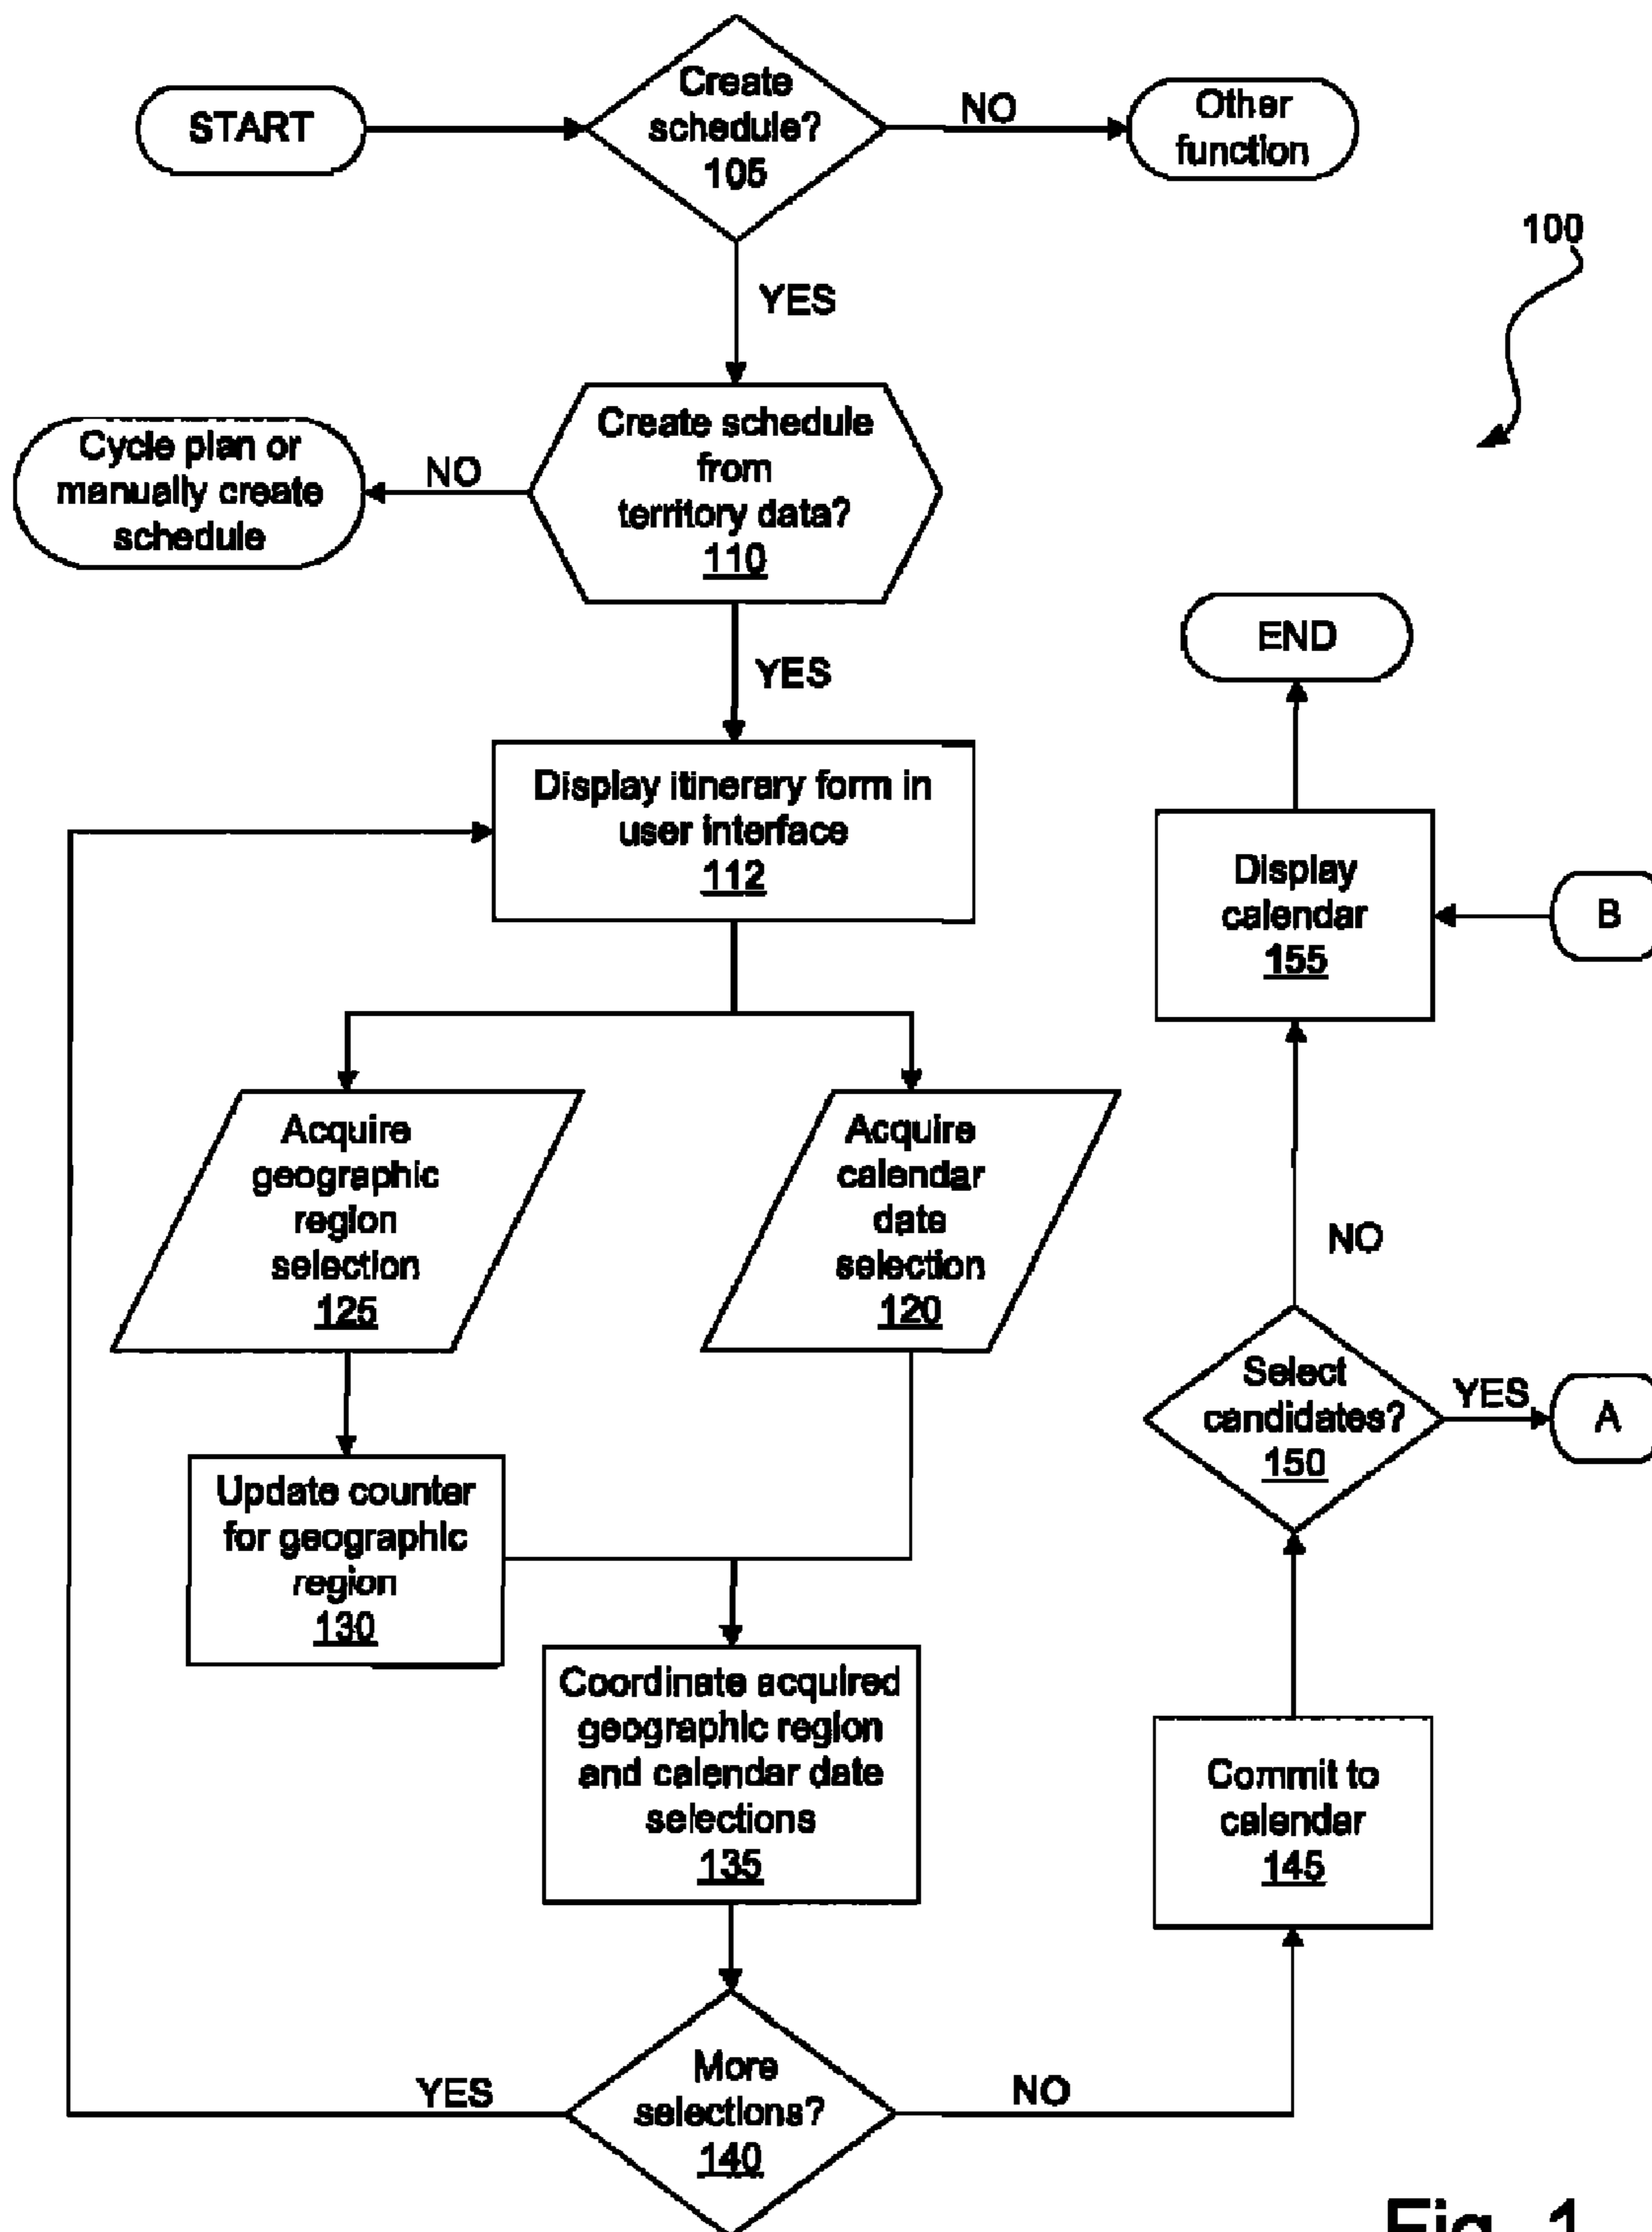 START
Create
schedule?
105
NO
Other
function
100
YES
Cycle plan or
manually create
schedule
NO
Create schedule
from
territory data?
110
YES
END
Display itinerary form in
user interface
112
Display
calendar
155
B
Acquire
geographic
region
selection
125
Acquire
calendar
date
selection
120
NO
Select
candidates?
150
YES
A
Update counter
for geographic
region
130
Coordinate acquired
geographic region
and calendar date
selections
135
Commit to
calendar
145
YES
More
selections?
140
NO
Fig. 1